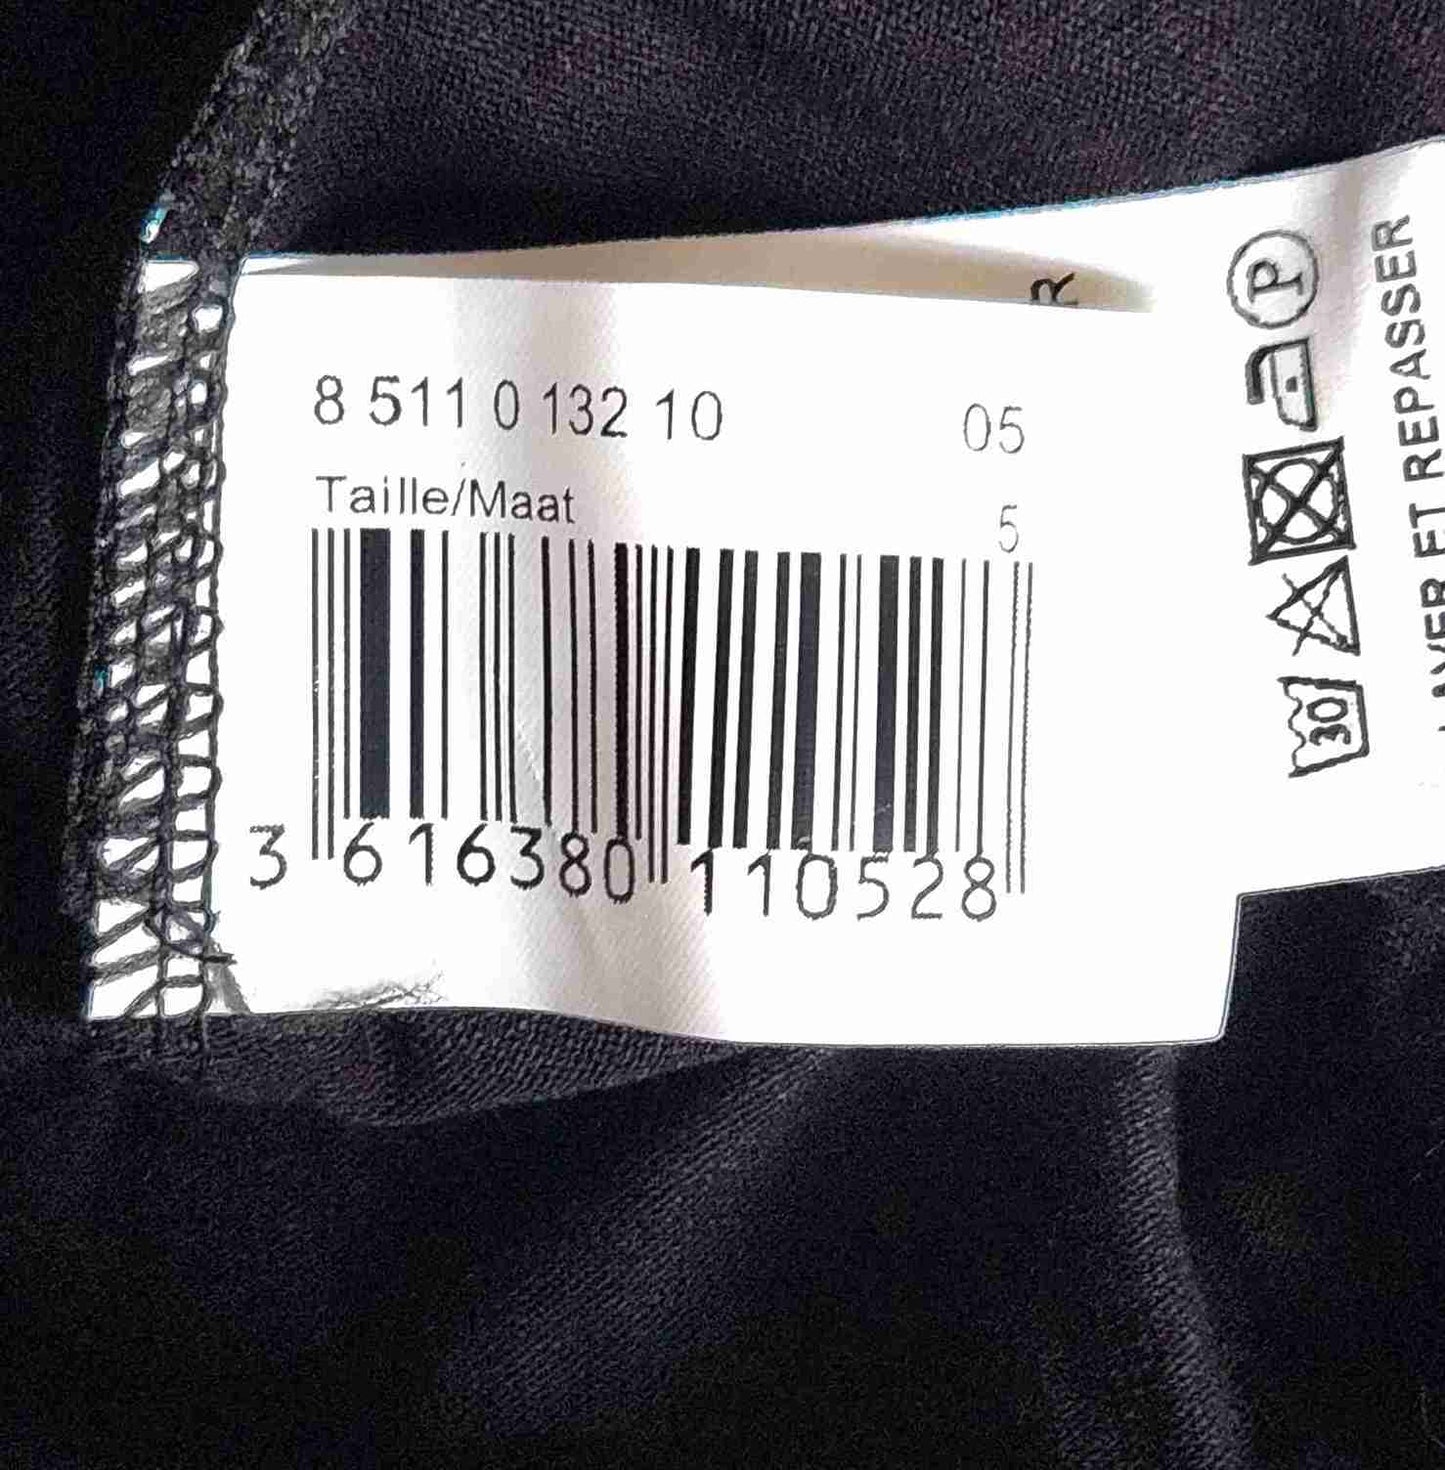 8 511 0 132 10 05
Taille/Maat 5
3 616380 110528
R
P
30
LAVER ET REPASSER